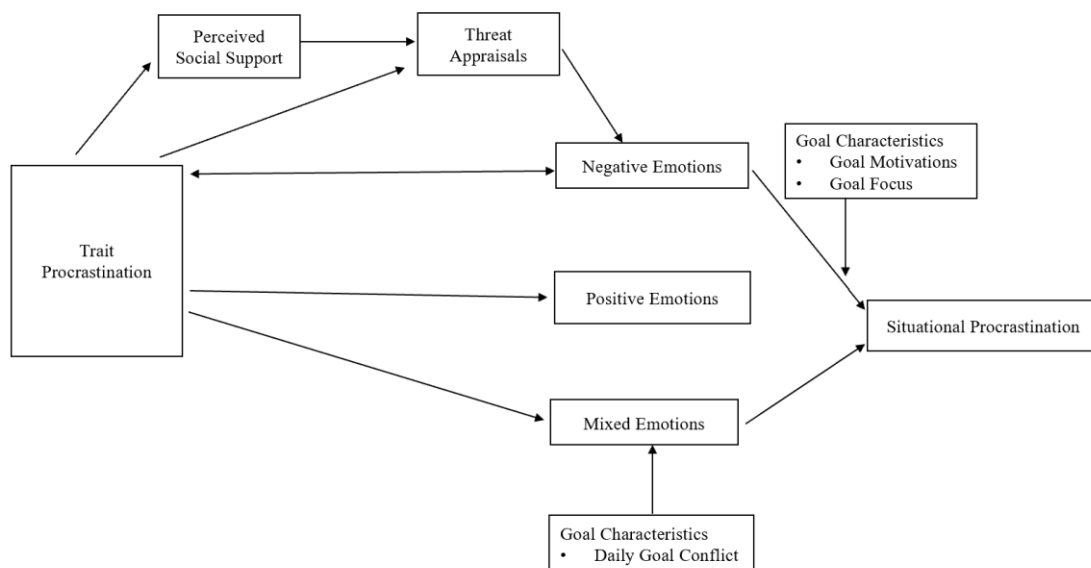 Perceived
Social Support
Threat
Appraisals
Goal Characteristics
• Goal Motivations
• Goal Focus
Negative Emotions
Trait
Procrastination
Positive Emotions
Situational Procrastination
Mixed Emotions
Goal Characteristics
• Daily Goal Conflict